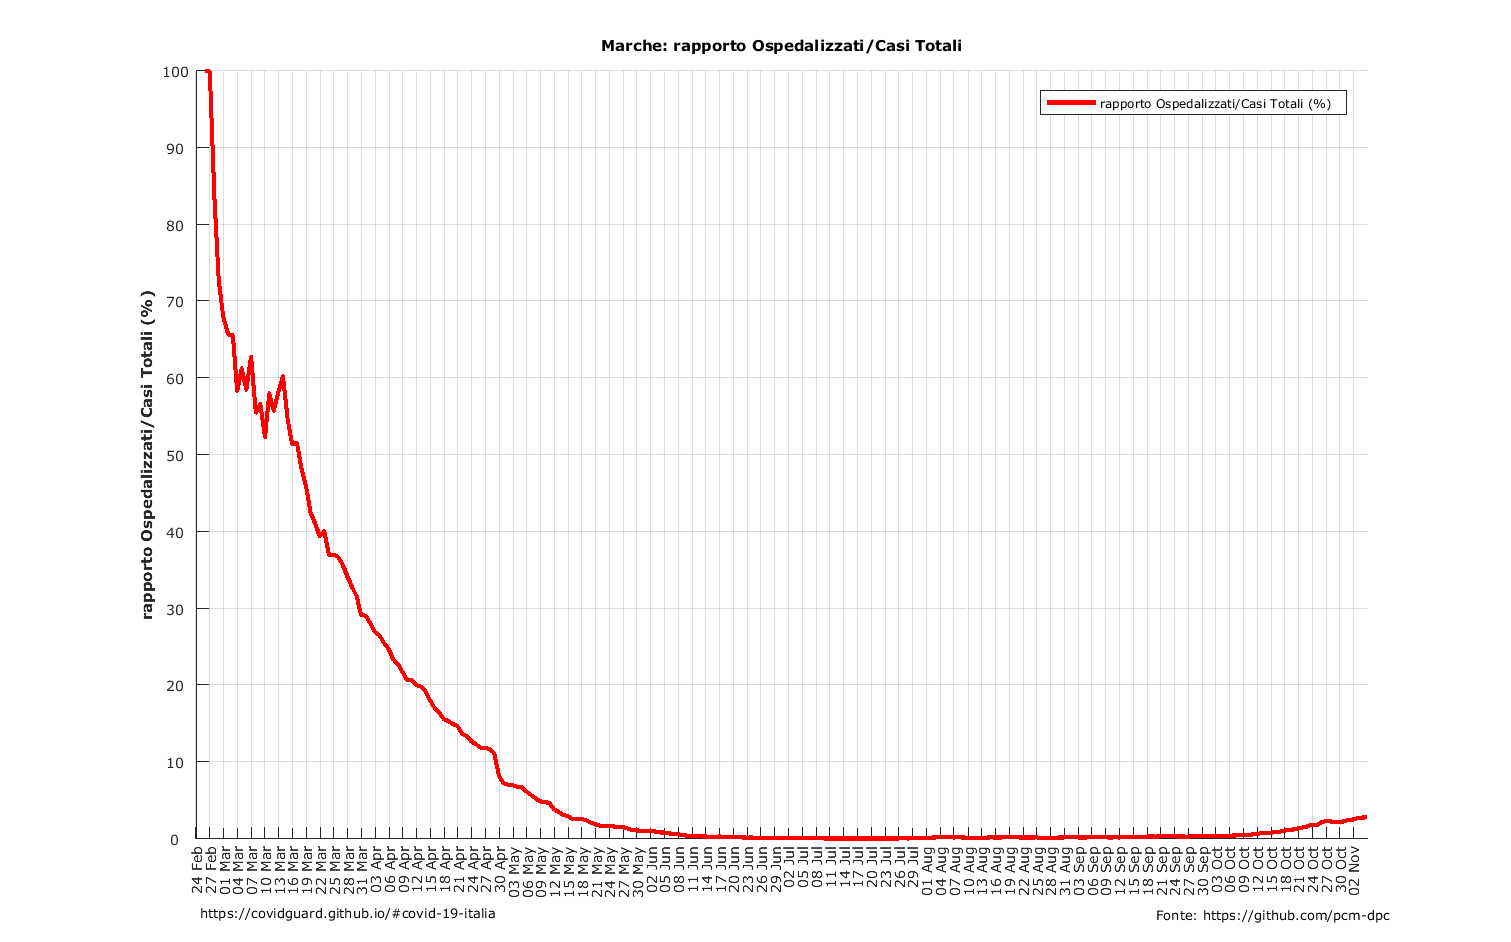 Marche: rapporto Ospedalizzati/Casi Totali
rapporto Ospedalizzati/Casi Totali (%)
rapporto Ospedalizzati/Casi Totali (%)
100
90
80
70
60
50
40
30
20
10
0
24 Feb
27 Feb
01 Mar
04 Mar
07 Mar
10 Mar
13 Mar
16 Mar
19 Mar
22 Mar
25 Mar
28 Mar
31 Mar
03 Apr
06 Apr
09 Apr
12 Apr
15 Apr
18 Apr
21 Apr
24 Apr
27 Apr
30 Apr
03 May
06 May
09 May
12 May
15 May
18 May
21 May
24 May
27 May
30 May
02 Jun
05 Jun
08 Jun
11 Jun
14 Jun
17 Jun
20 Jun
23 Jun
26 Jun
29 Jun
02 Jul
05 Jul
08 Jul
11 Jul
14 Jul
17 Jul
20 Jul
23 Jul
26 Jul
29 Jul
01 Aug
04 Aug
07 Aug
10 Aug
13 Aug
16 Aug
19 Aug
22 Aug
25 Aug
28 Aug
31 Aug
03 Sep
06 Sep
09 Sep
12 Sep
15 Sep
18 Sep
21 Sep
24 Sep
27 Sep
30 Sep
03 Oct
06 Oct
09 Oct
12 Oct
15 Oct
18 Oct
21 Oct
24 Oct
27 Oct
30 Oct
02 Nov
https://covidguard.github.io/#covid-19-italia
Fonte: https://github.com/pcm-dpc